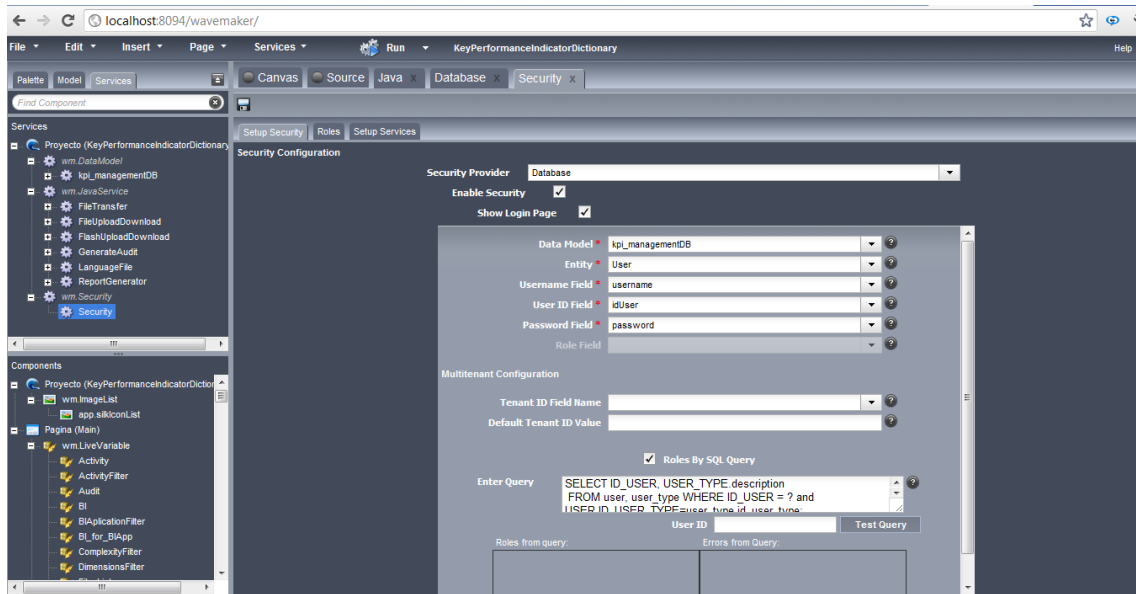 localhost:8094/wavemaker/
File Edit Insert Page Services Run KeyPerformanceIndicatorDictionary Help
Palette Model Services
Canvas Source Java x Database x Security x
Find Component
Services
Proyecto (KeyPerformanceIndicatorDictionary
wm.DataModel
kpi_managementDB
wm.JavaService
FileTransfer
FileUploadDownload
FlashUploadDownload
GenerateAudit
LanguageFile
ReportGenerator
wm.Security
Security
Components
Proyecto (KeyPerformanceIndicatorDiction
wm.ImageList
app.silkIconList
Pagina (Main)
wm.LiveVariable
Activity
ActivityFilter
Audit
BI
BIAplicationFilter
BI_for_BIApp
ComplexityFilter
DimensionsFilter
Setup Security Roles Setup Services
Security Configuration
Security Provider Database
Enable Security
Show Login Page
Data Model * kpi_managementDB
Entity * User
Username Field * username
User ID Field * idUser
Password Field * password
Role Field
Multitenant Configuration
Tenant ID Field Name
Default Tenant ID Value
Roles By SQL Query
Enter Query
SELECT ID_USER, USER_TYPE.description
FROM user, user_type WHERE ID_USER = ? and
USER.ID_USER_TYPE=user_type.id_user_type;
User ID Test Query
Roles from query: Errors from Query: